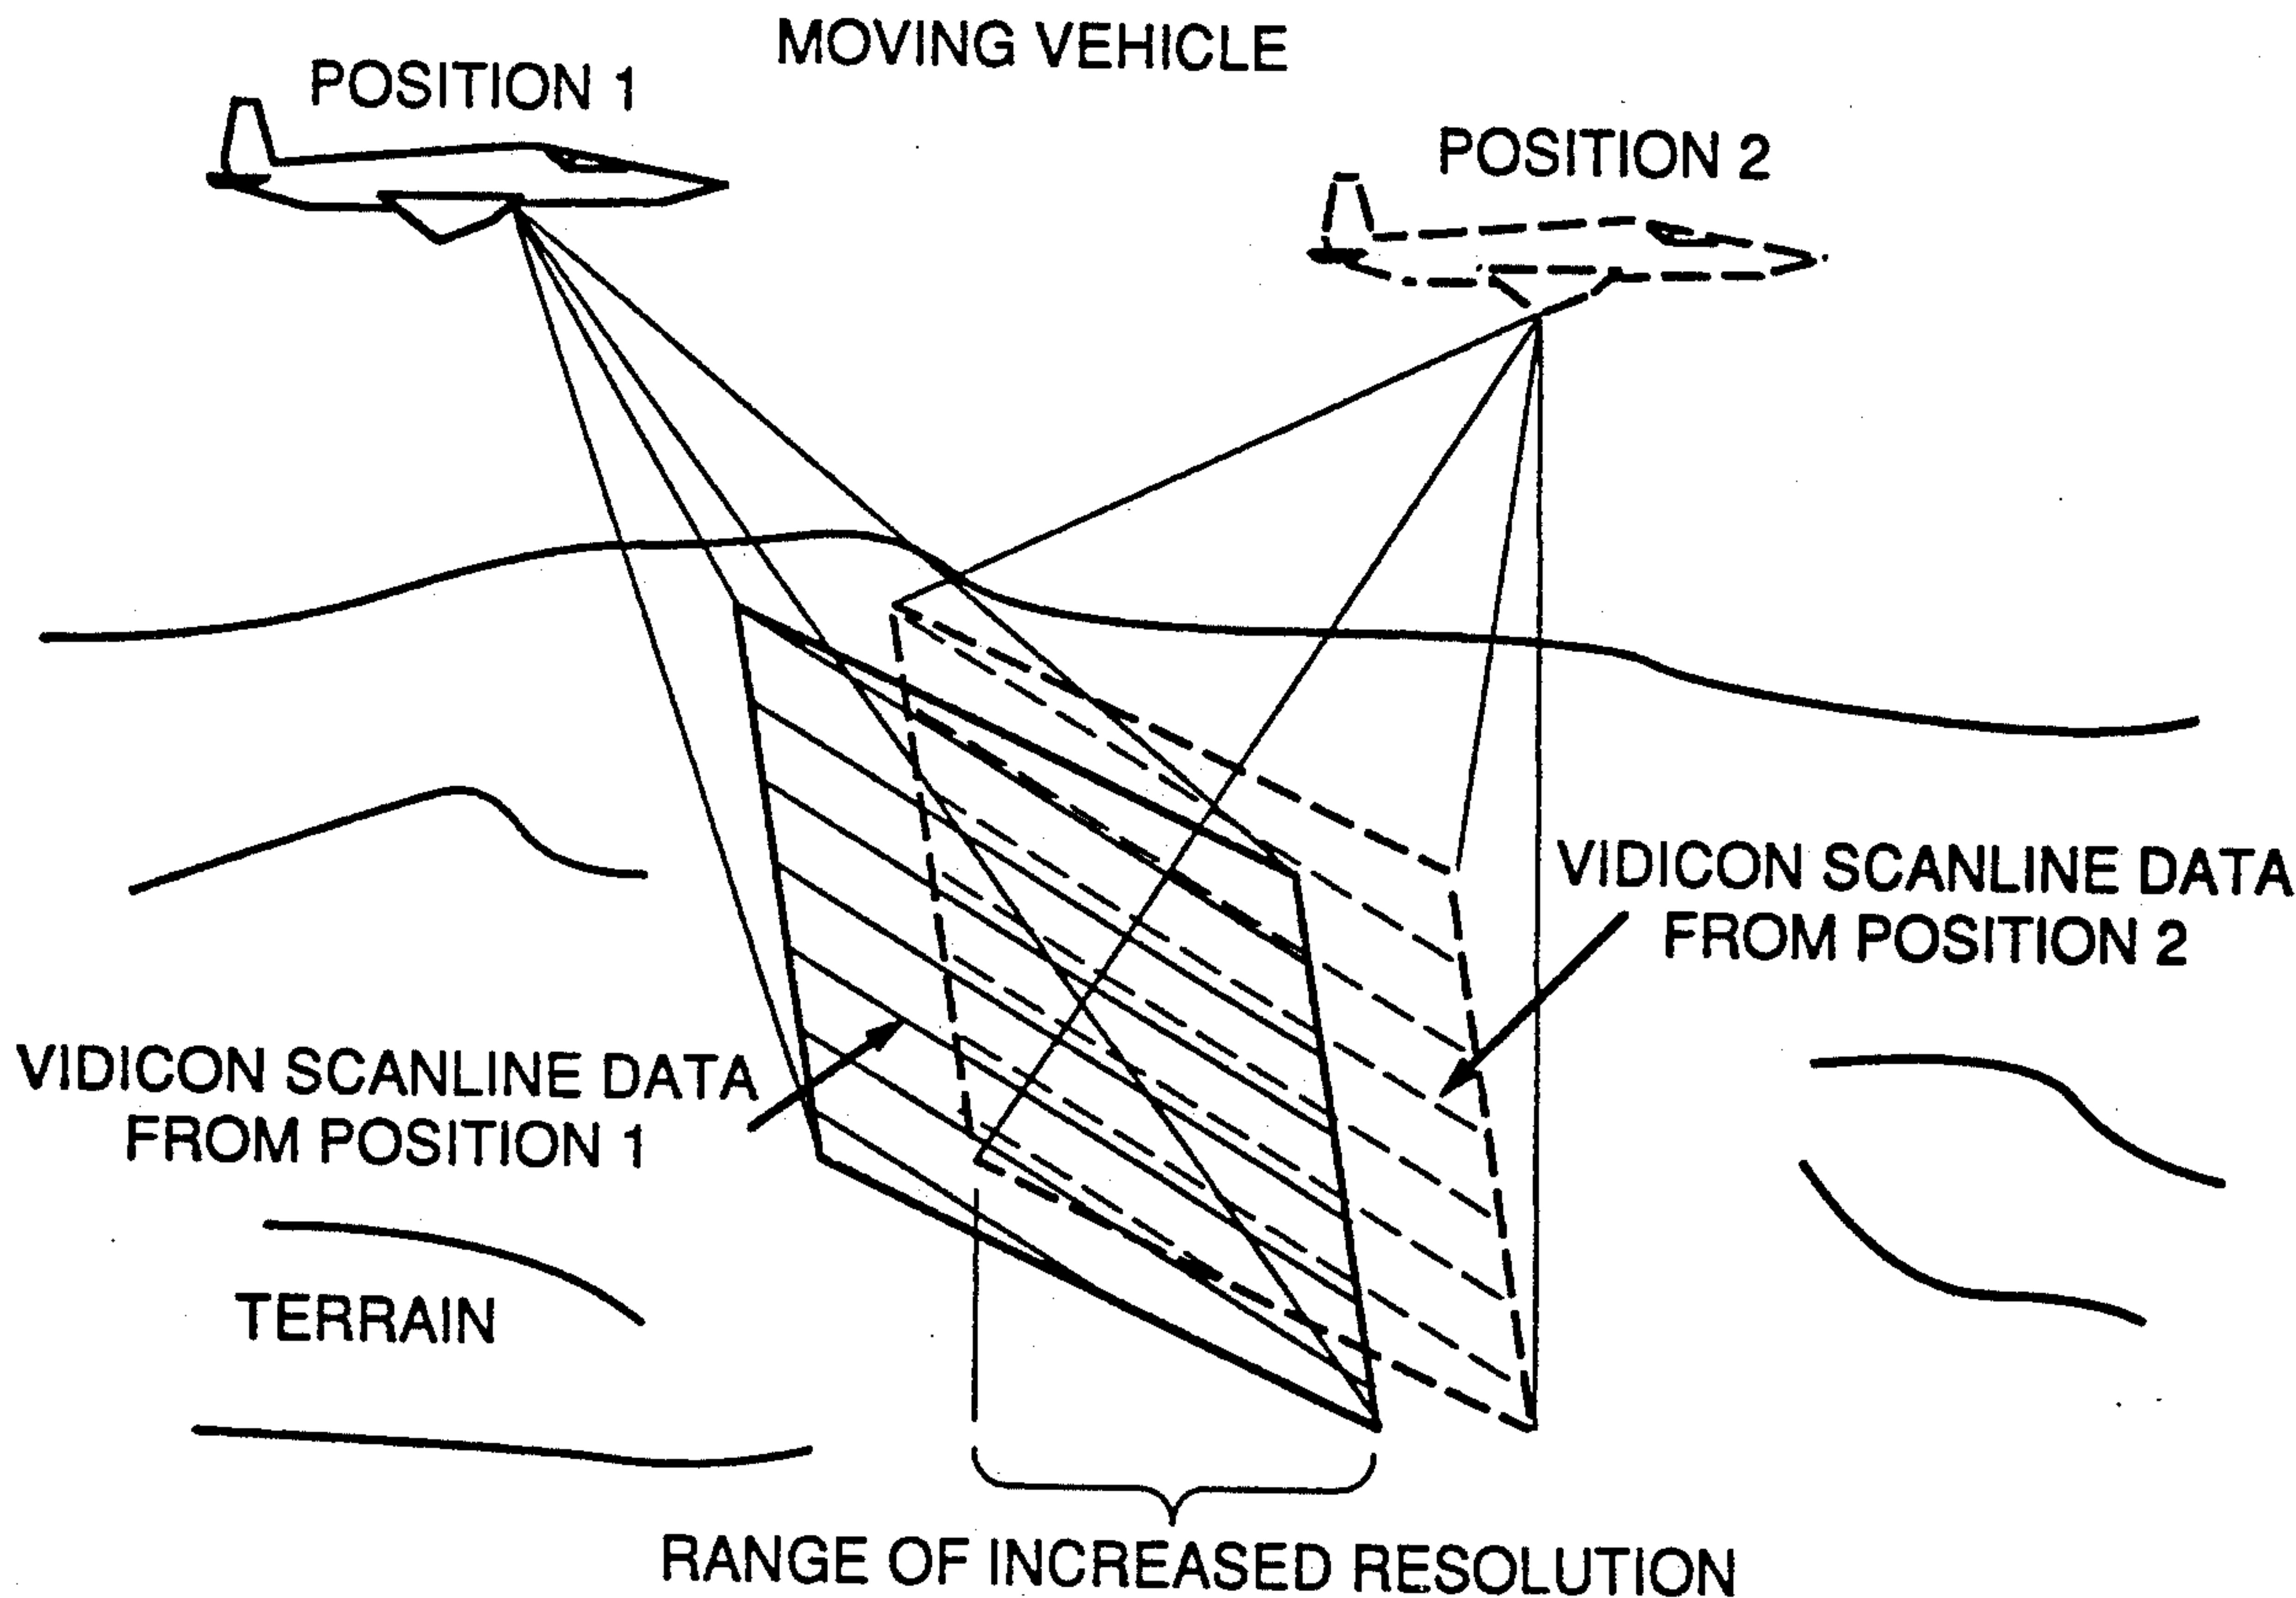 MOVING VEHICLE
POSITION 1
POSITION 2
VIDICON SCANLINE DATA
FROM POSITION 2
VIDICON SCANLINE DATA
FROM POSITION 1
TERRAIN
RANGE OF INCREASED RESOLUTION